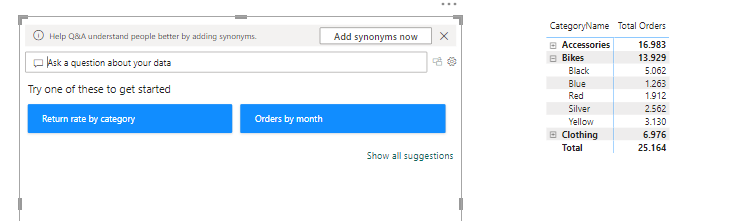 Help Q&A understand people better by adding synonyms.
Add synonyms now
Ask a question about your data
Try one of these to get started
Return rate by category
Orders by month
Show all suggestions
CategoryName Total Orders
Accessories 16.983
Bikes 13.929
Black 5.062
Blue 1.263
Red 1.912
Silver 2.562
Yellow 3.130
Clothing 6.976
Total 25.164